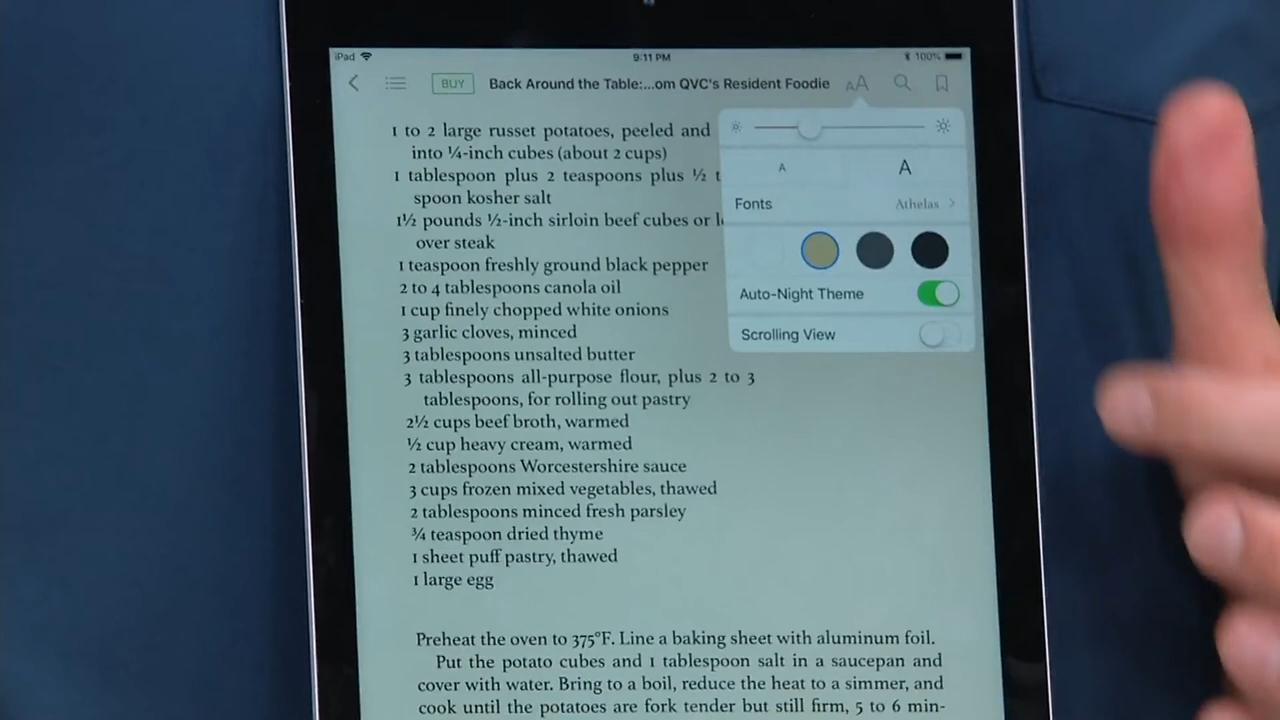 iPad
9:11 PM
100%
BUY
Back Around the Table:...om QVC's Resident Foodie
AA
1 to 2 large russet potatoes, peeled and
into ¼-inch cubes (about 2 cups)
1 tablespoon plus 2 teaspoons plus ½ t
spoon kosher salt
1½ pounds ½-inch sirloin beef cubes or l
over steak
1 teaspoon freshly ground black pepper
2 to 4 tablespoons canola oil
1 cup finely chopped white onions
3 garlic cloves, minced
3 tablespoons unsalted butter
3 tablespoons all-purpose flour, plus 2 to 3
tablespoons, for rolling out pastry
2½ cups beef broth, warmed
½ cup heavy cream, warmed
2 tablespoons Worcestershire sauce
3 cups frozen mixed vegetables, thawed
2 tablespoons minced fresh parsley
¾ teaspoon dried thyme
1 sheet puff pastry, thawed
1 large egg
Preheat the oven to 375°F. Line a baking sheet with aluminum foil.
Put the potato cubes and 1 tablespoon salt in a saucepan and
cover with water. Bring to a boil, reduce the heat to a simmer, and
cook until the potatoes are fork tender but still firm, 5 to 6 min-
A A
Fonts Athelas
Auto-Night Theme
Scrolling View